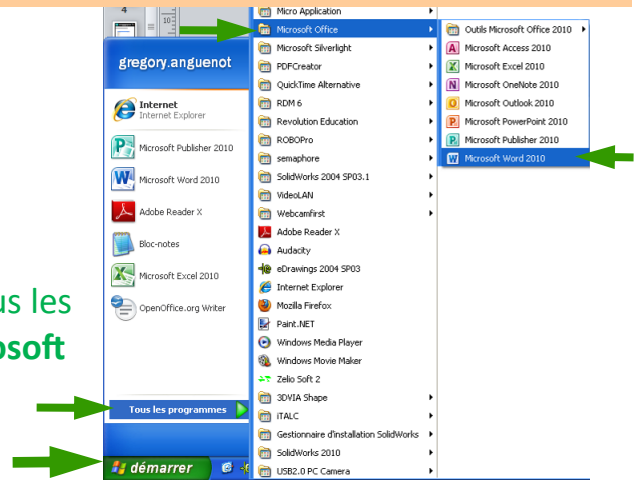 4
10
gregory.anguenot
Internet
Internet Explorer
Microsoft Publisher 2010
Microsoft Word 2010
Adobe Reader X
Bloc-notes
Microsoft Excel 2010
OpenOffice.org Writer
Tous les programmes
démarrer
us les
osoft
Micro Application
Microsoft Office
Microsoft Silverlight
PDFCreator
QuickTime Alternative
RDM 6
Revolution Education
ROBOPro
semaphore
SolidWorks 2004 SP03.1
VideoLAN
Webcamfirst
Adobe Reader X
Audacity
eDrawings 2004 SP03
Internet Explorer
Mozilla Firefox
Paint.NET
Windows Media Player
Windows Movie Maker
Zelio Soft 2
3DVIA Shape
iTALC
Gestionnaire d'installation SolidWorks
SolidWorks 2010
USB2.0 PC Camera
Outils Microsoft Office 2010
Microsoft Access 2010
Microsoft Excel 2010
Microsoft OneNote 2010
Microsoft Outlook 2010
Microsoft PowerPoint 2010
Microsoft Publisher 2010
Microsoft Word 2010